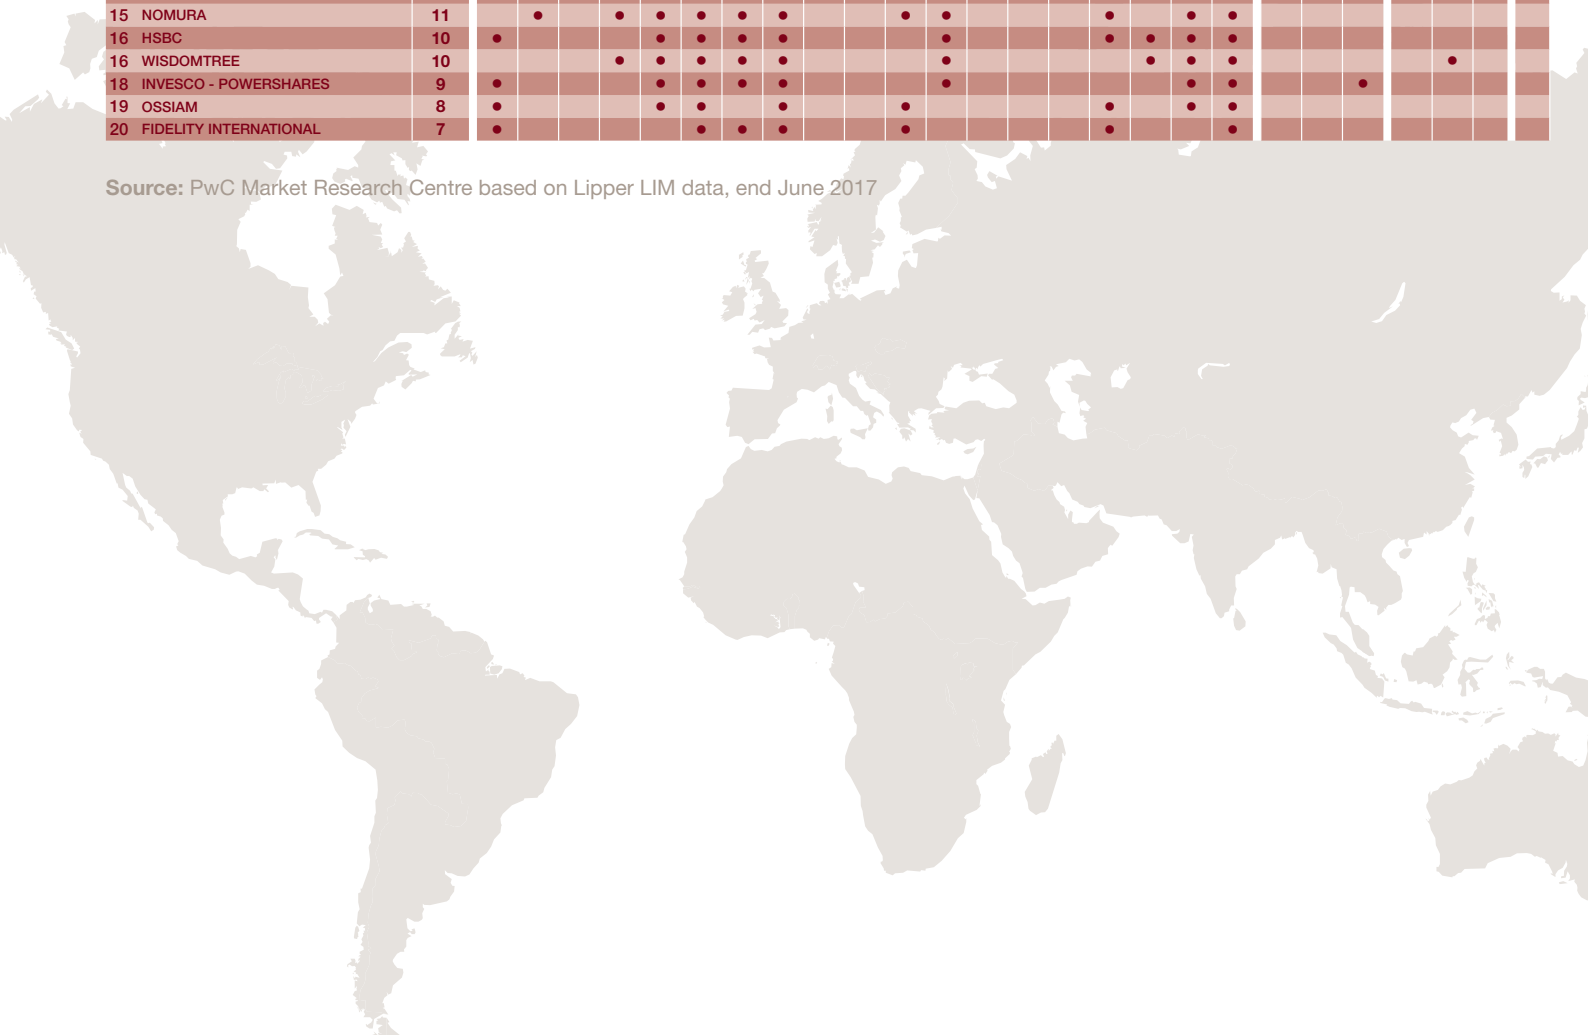 15 NOMURA 11
16 HSBC 10
16 WISDOMTREE 10
18 INVESCO - POWERSHARES 9
19 OSSIAM 8
20 FIDELITY INTERNATIONAL 7
Source: PwC Market Research Centre based on Lipper LIM data, end June 2017